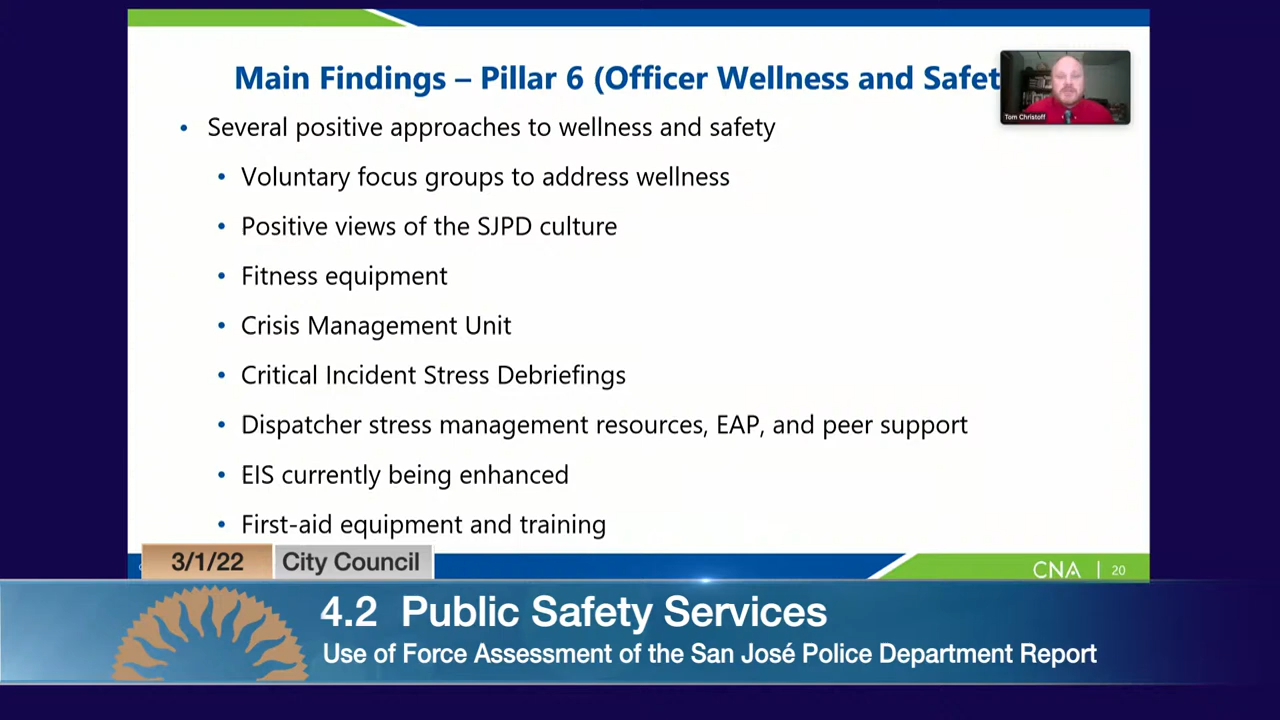 Main Findings – Pillar 6 (Officer Wellness and Safet
Tom Christoff
• Several positive approaches to wellness and safety
• Voluntary focus groups to address wellness
• Positive views of the SJPD culture
• Fitness equipment
• Crisis Management Unit
• Critical Incident Stress Debriefings
• Dispatcher stress management resources, EAP, and peer support
• EIS currently being enhanced
• First-aid equipment and training
3/1/22 City Council
CNA | 20
4.2 Public Safety Services
Use of Force Assessment of the San José Police Department Report